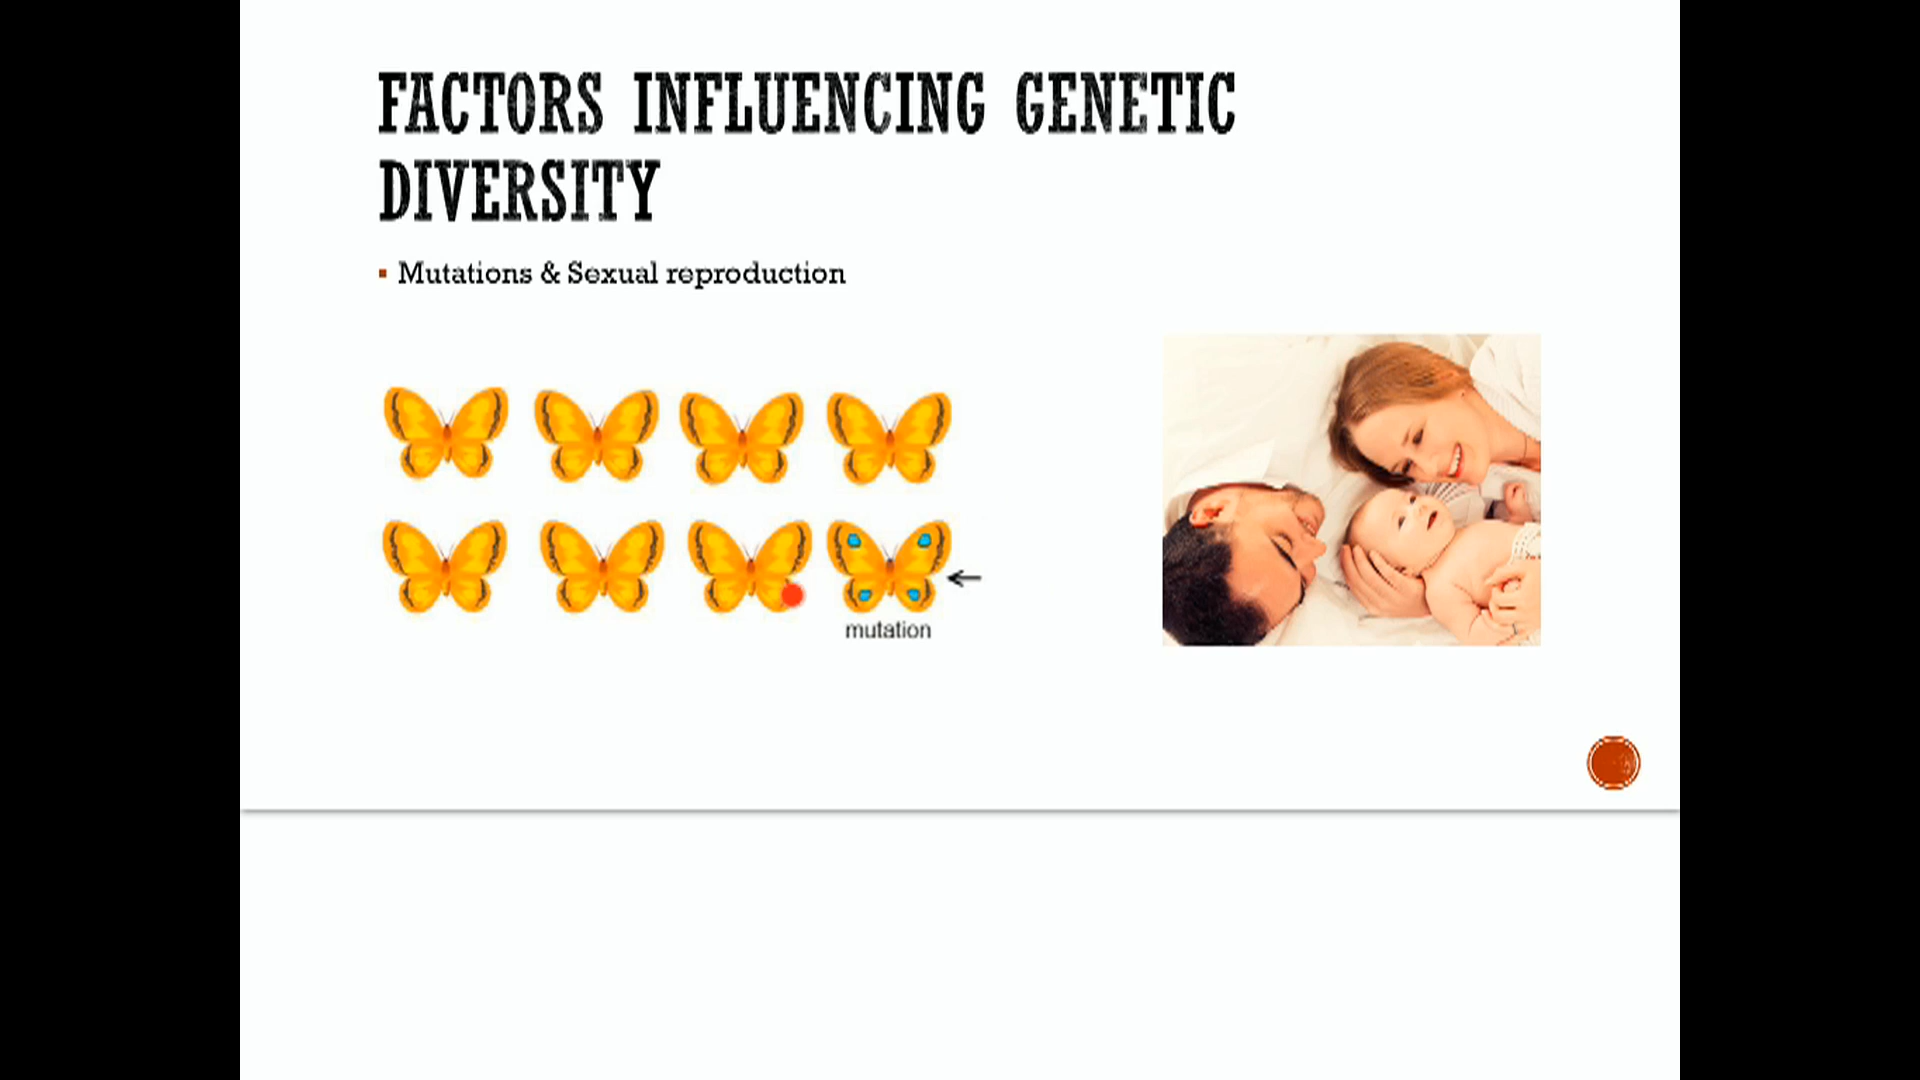 FACTORS INFLUENCING GENETIC
DIVERSITY
▪ Mutations & Sexual reproduction
mutation